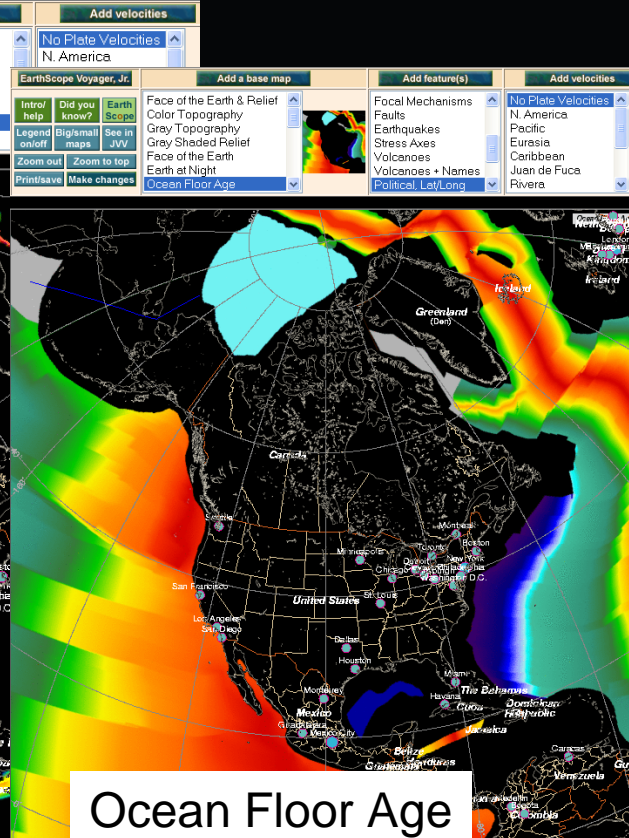 Add velocities
No Plate Velocities
N. America
EarthScope Voyager, Jr.
Add a base map
Add feature(s)
Add velocities
Intro/
help
Did you
know?
Earth
Scope
Legend
on/off
Big/small
maps
See in
JVV
Zoom out
Zoom to top
Print/save
Make changes
Face of the Earth & Relief
Color Topography
Gray Topography
Gray Shaded Relief
Face of the Earth
Earth at Night
Ocean Floor Age
Focal Mechanisms
Faults
Earthquakes
Stress Axes
Volcanoes
Volcanoes + Names
Political, Lat/Long
No Plate Velocities
N. America
Pacific
Eurasia
Caribbean
Juan de Fuca
Rivera
London
Ireland
Iceland
Greenland
(Den)
Canada
Seattle
Montreal
Toronto
Boston
Minneapolis
Detroit
New York
Chicago
Washington D.C.
San Francisco
United States
St. Louis
Los Angeles
San Diego
Dallas
Houston
Miami
Monterrey
The Bahamas
Havana
Cuba
Dominican
Republic
Mexico
Guadalajara
Mexico City
Jamaica
Belize
Honduras
Guatemala
Caracas
Venezuela
Bogota
Colombia
Ocean Floor Age